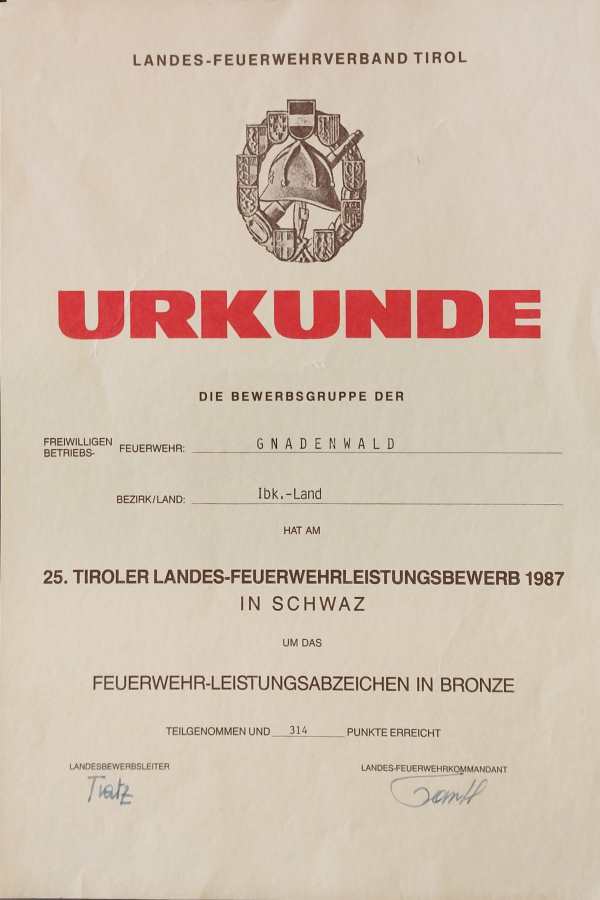 LANDES-FEUERWEHRVERBAND TIROL
URKUNDE
DIE BEWERBSGRUPPE DER
FREIWILLIGEN
BETRIEBS- FEUERWEHR: GNADENWALD
BEZIRK/LAND: Ibk.-Land
HAT AM
25. TIROLER LANDES-FEUERWEHRLEISTUNGSBEWERB 1987
IN SCHWAZ
UM DAS
FEUERWEHR-LEISTUNGSABZEICHEN IN BRONZE
TEILGENOMMEN UND 314 PUNKTE ERREICHT
LANDESBEWERBSLEITER LANDES-FEUERWEHRKOMMANDANT